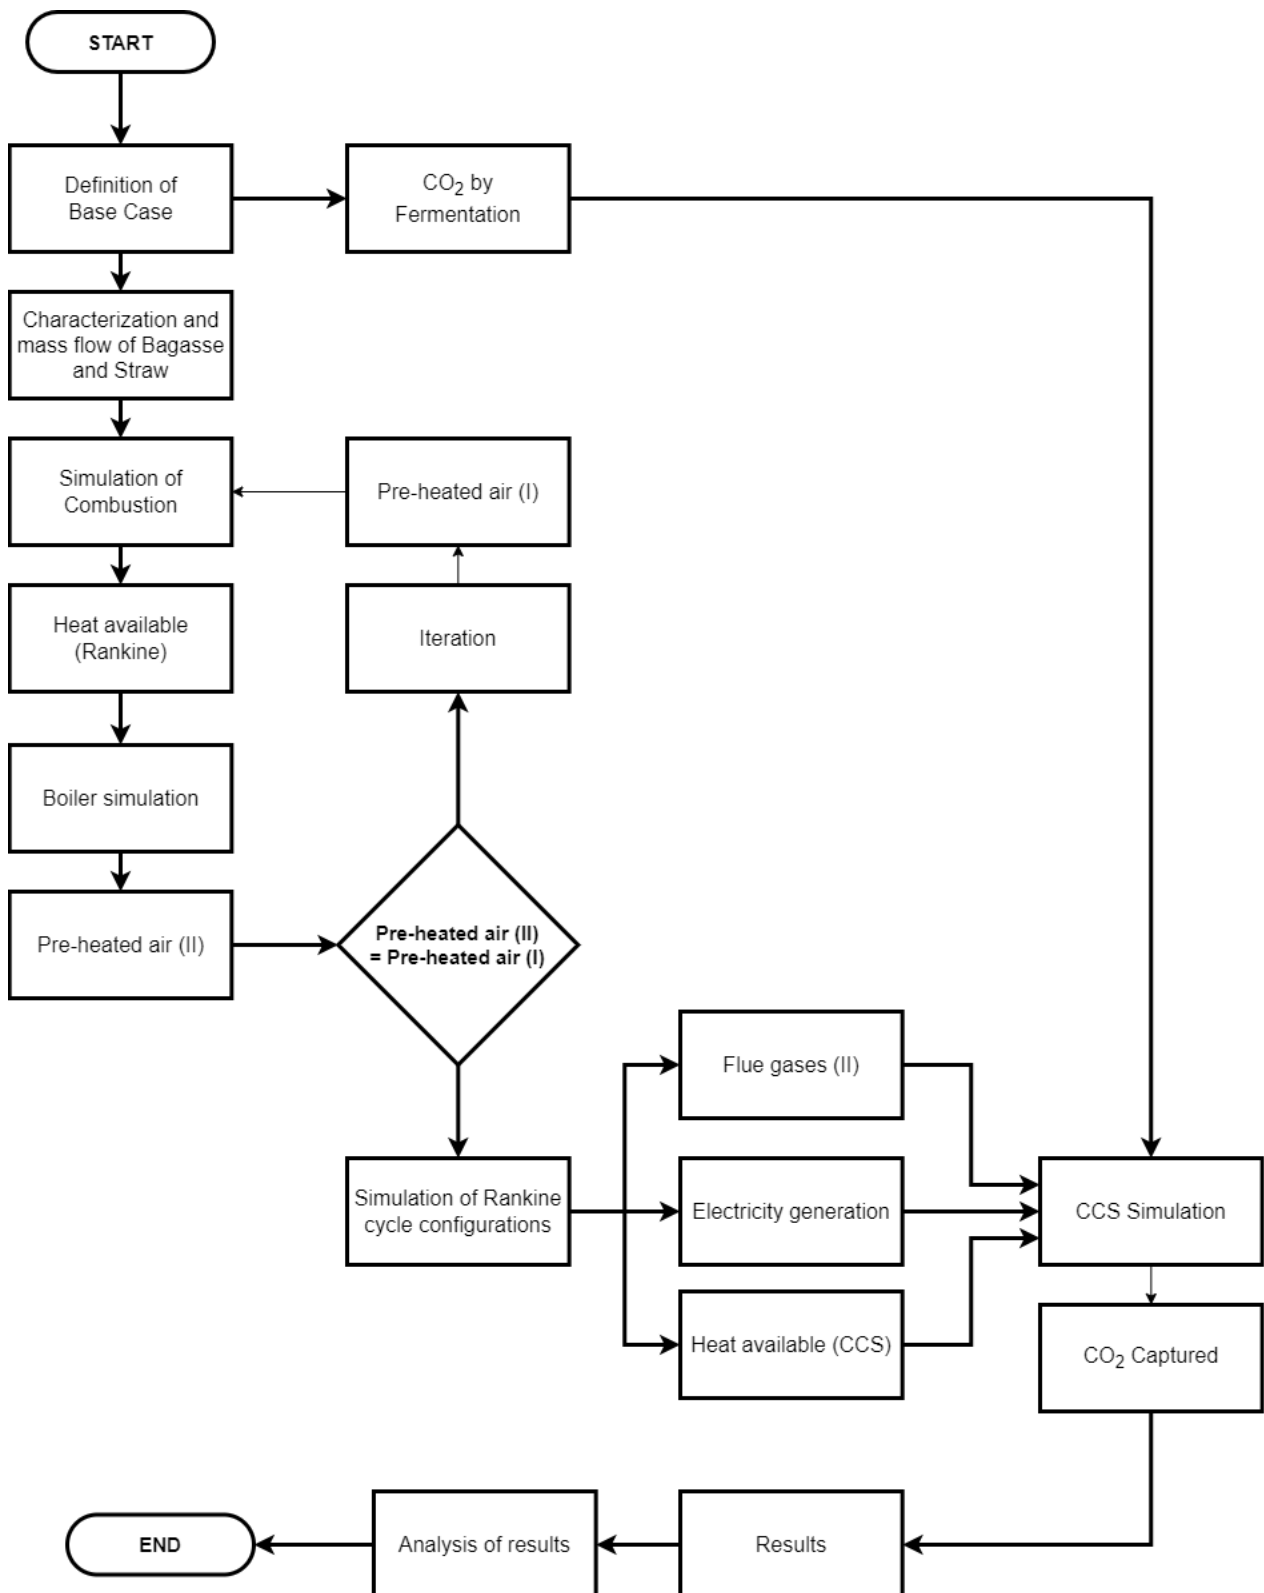 START
Definition of
Base Case
CO₂ by
Fermentation
Characterization and
mass flow of Bagasse
and Straw
Simulation of
Combustion
Pre-heated air (I)
Heat available
(Rankine)
Iteration
Boiler simulation
Pre-heated air (II)
Pre-heated air (II)
= Pre-heated air (I)
Flue gases (II)
Simulation of Rankine
cycle configurations
Electricity generation
CCS Simulation
Heat available (CCS)
CO₂ Captured
END
Analysis of results
Results